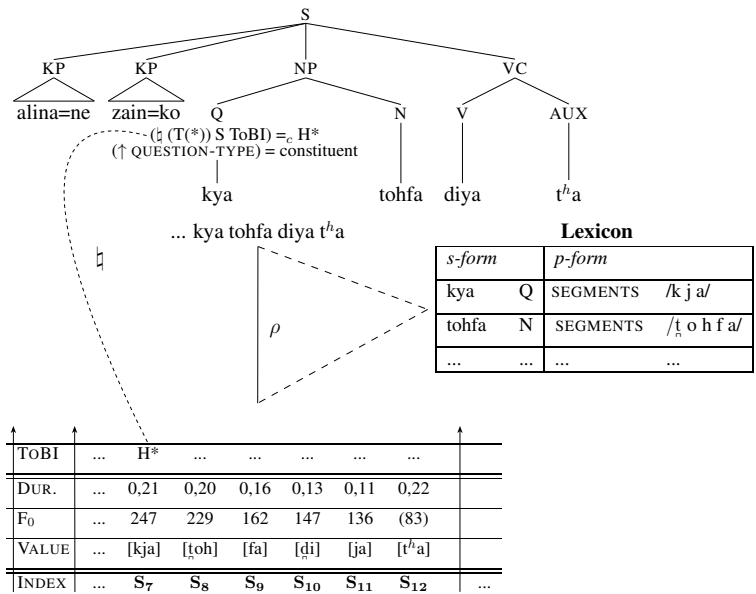 S
KP KP NP VC
alina=ne zain=ko Q N V AUX
(♮ (T(*)) S ToBI) =c H*
(↑ QUESTION-TYPE) = constituent
kya tohfa diya tʰa
... kya tohfa diya tʰa
Lexicon
s-form p-form
♮
kya Q SEGMENTS /k j a/
ρ
tohfa N SEGMENTS /t̪ o h f a/
... ... ... ...
TOBI ... H* ... ... ... ... ...
DUR. ... 0,21 0,20 0,16 0,13 0,11 0,22
F₀ ... 247 229 162 147 136 (83)
VALUE ... [kja] [t̪oh] [fa] [d̪i] [ja] [tʰa]
INDEX ... S₇ S₈ S₉ S₁₀ S₁₁ S₁₂ ...